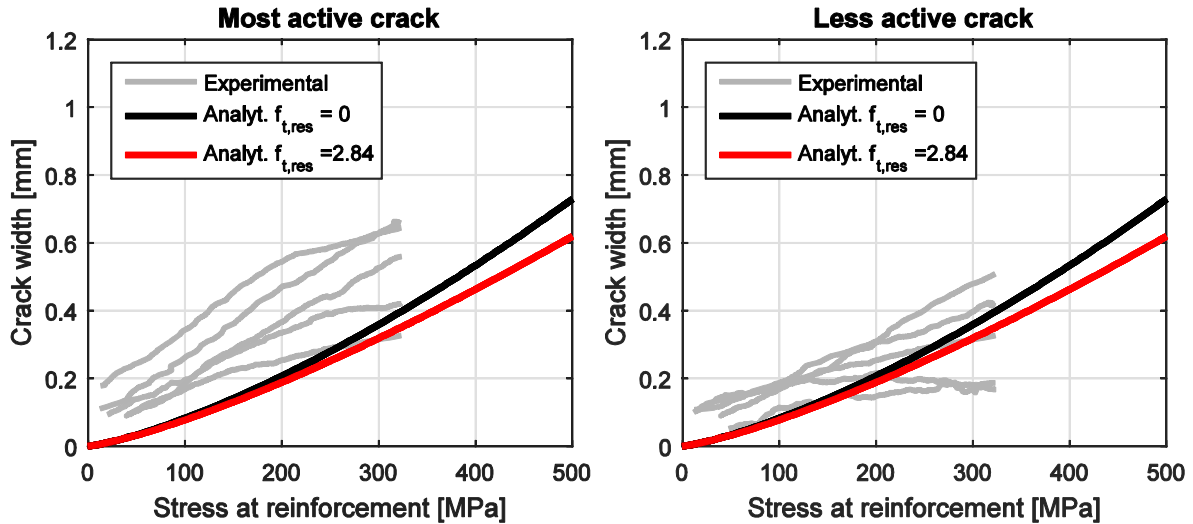 Most active crack
1.2
1
0.8
0.6
0.4
0.2
0
Crack width [mm]
Experimental
Analyt. f_t,res = 0
Analyt. f_t,res =2.84
0 100 200 300 400 500
Stress at reinforcement [MPa]
Less active crack
1.2
1
0.8
0.6
0.4
0.2
0
Crack width [mm]
Experimental
Analyt. f_t,res = 0
Analyt. f_t,res =2.84
0 100 200 300 400 500
Stress at reinforcement [MPa]